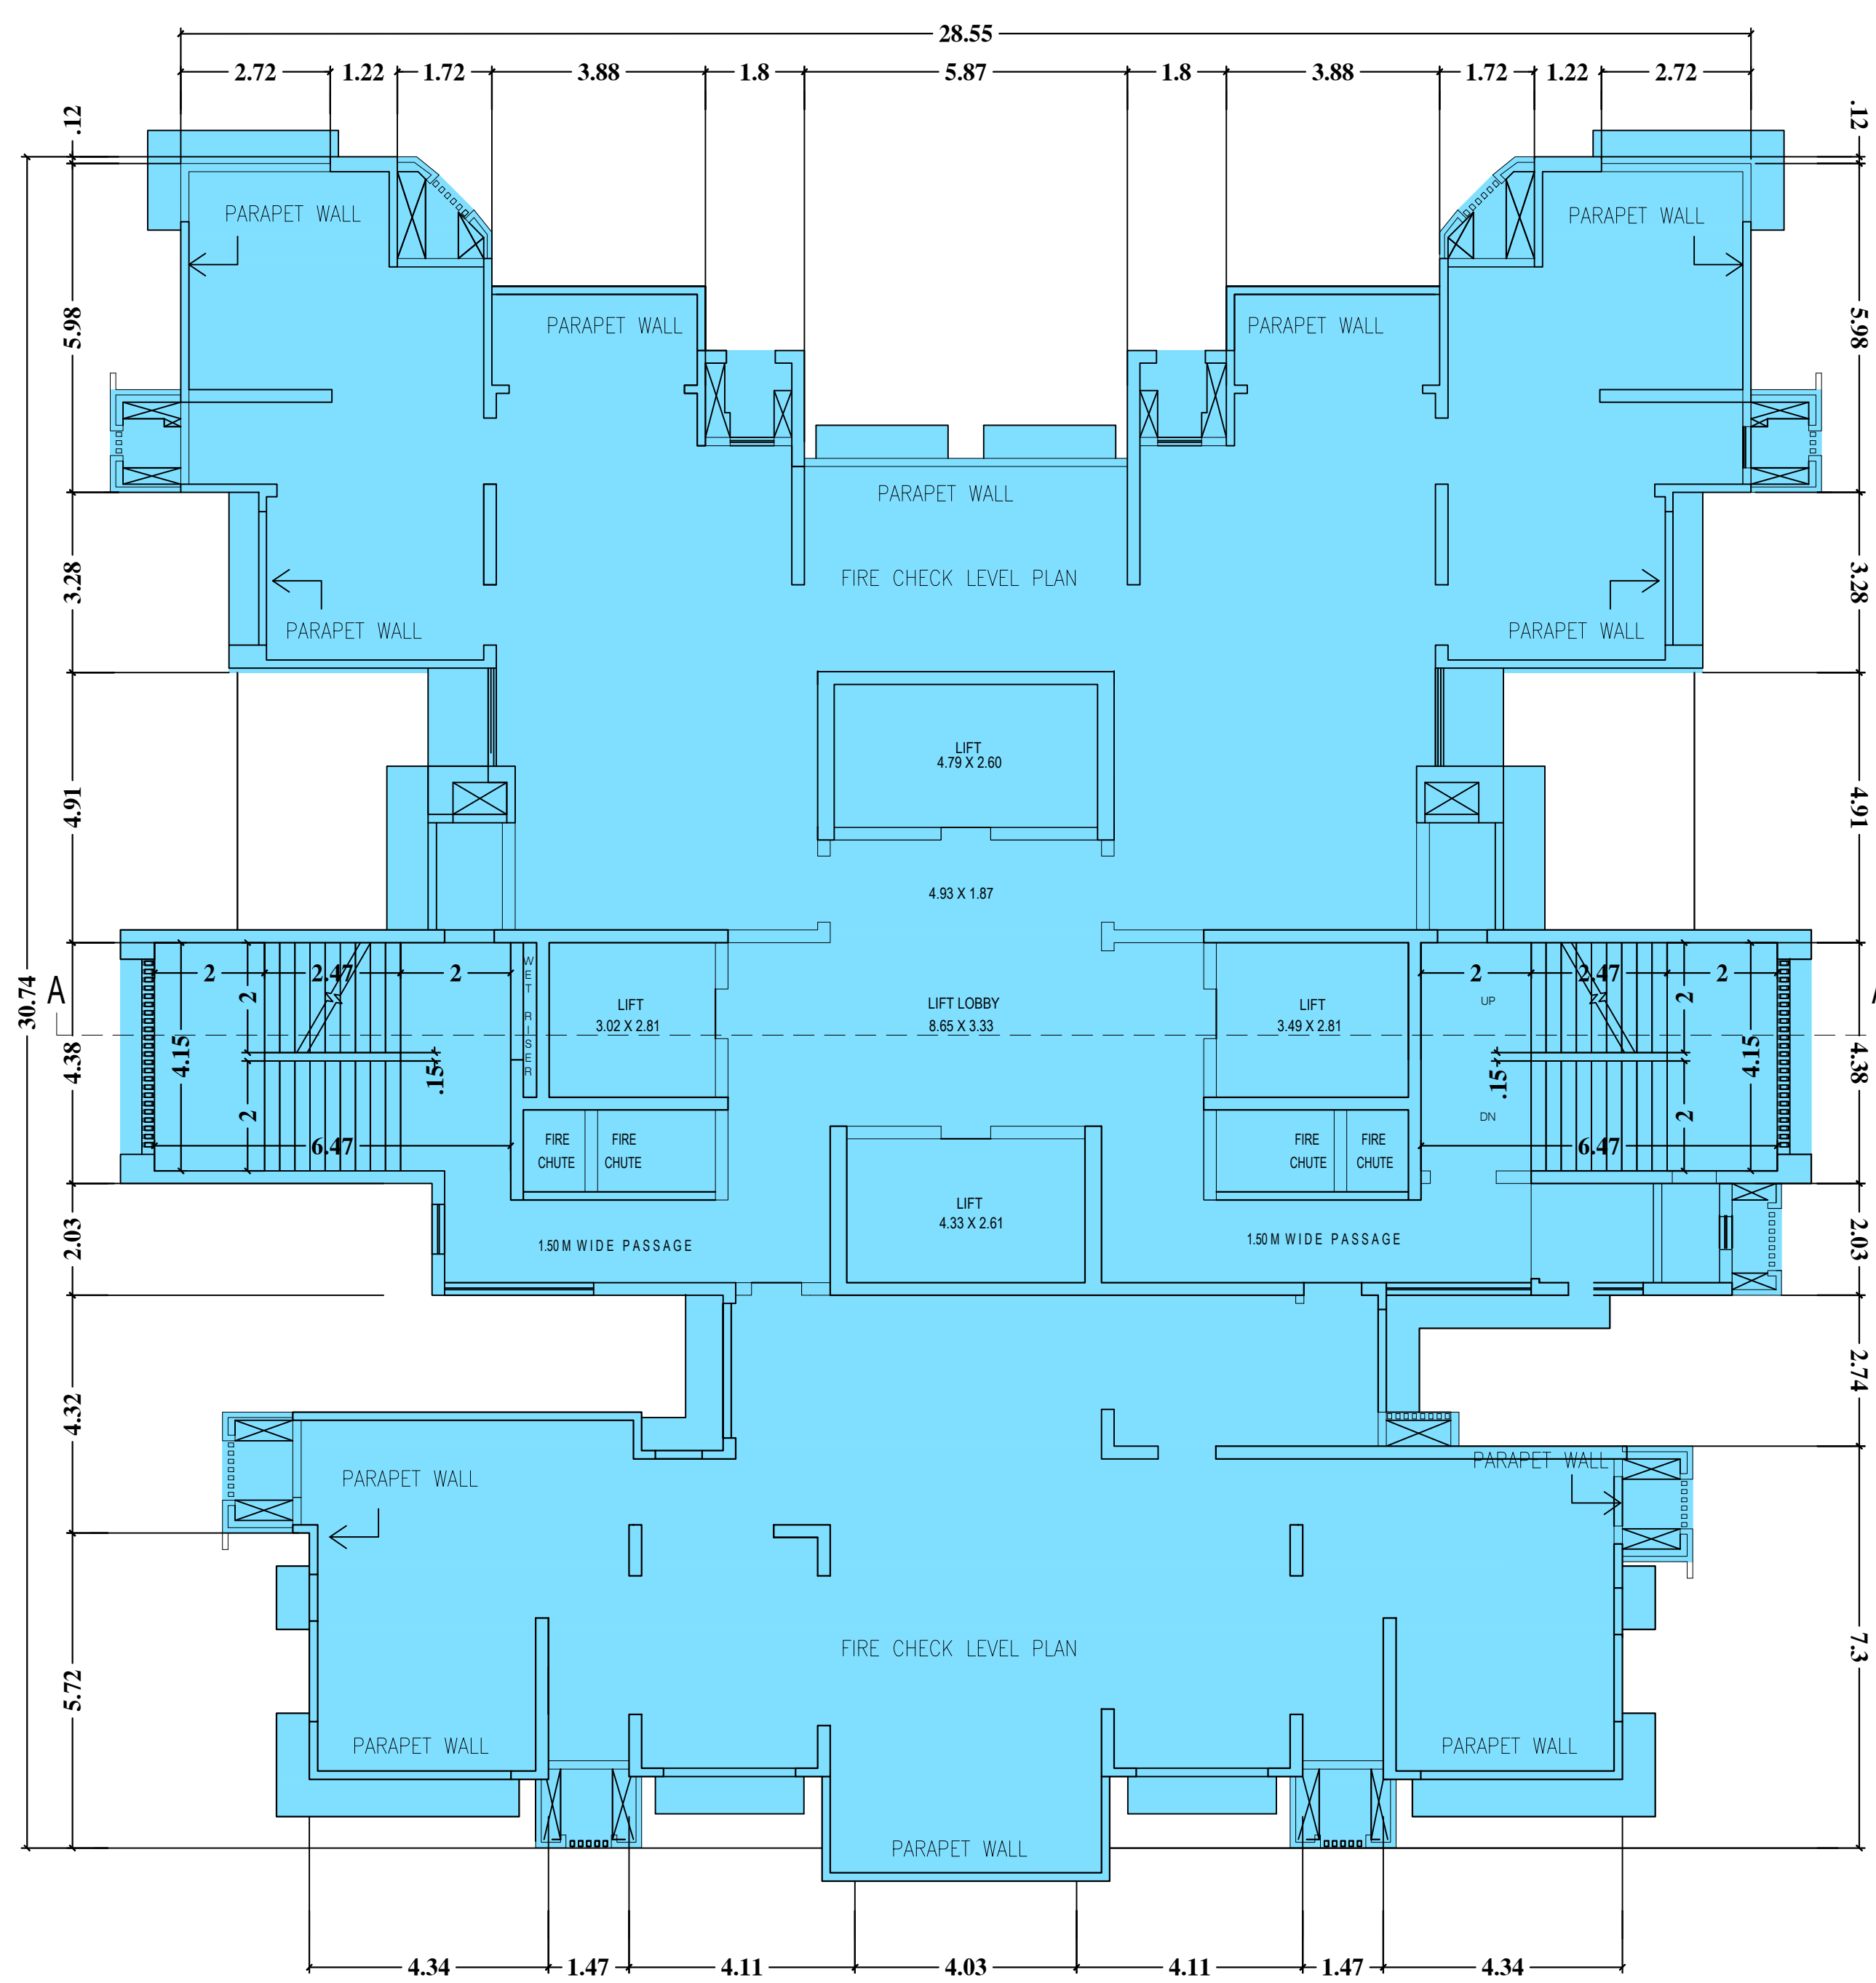 28.55
2.72 1.22 1.72 3.88 1.8 5.87 1.8 3.88 1.72 1.22 2.72
.12 .12
PARAPET WALL PARAPET WALL
5.98 PARAPET WALL PARAPET WALL 5.98
PARAPET WALL
FIRE CHECK LEVEL PLAN
3.28 3.28
PARAPET WALL PARAPET WALL
LIFT
4.79 X 2.60
4.91 4.91
4.93 X 1.87
2 2.47 2 2 2.47 2
WET RISER
30.74
A
2 2
LIFT LIFT LOBBY LIFT UP
3.02 X 2.81 8.65 X 3.33 3.49 X 2.81
4.38 4.15 .15 .15 4.15 4.38
2 DN 2
6.47 6.47
FIRE FIRE FIRE FIRE
CHUTE CHUTE CHUTE CHUTE
LIFT
4.33 X 2.61
2.03 2.03
1.50 M WIDE PASSAGE 1.50 M WIDE PASSAGE
4.32 2.74
PARAPET WALL PARAPET WALL
FIRE CHECK LEVEL PLAN
5.72 7.3
PARAPET WALL PARAPET WALL
PARAPET WALL
4.34 1.47 4.11 4.03 4.11 1.47 4.34